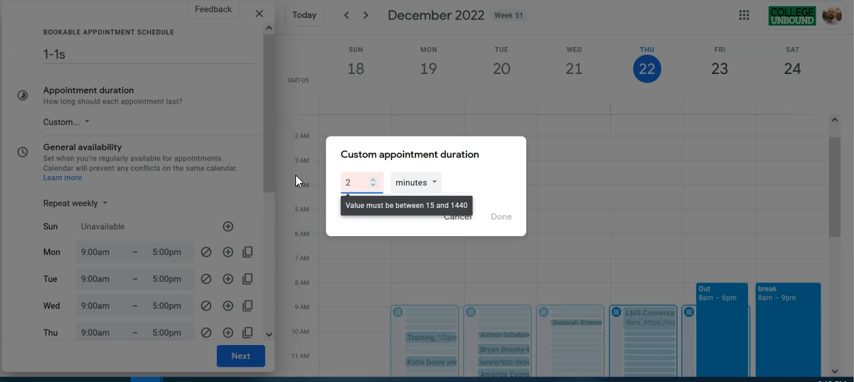 Feedback
BOOKABLE APPOINTMENT SCHEDULE
1-1s
Appointment duration
How long should each appointment last?
Custom...
General availability
Set when you're regularly available for appointments.
Calendar will prevent any conflicts on the same calendar.
Learn more
Repeat weekly
Sun Unavailable
Mon 9:00am – 5:00pm
Tue 9:00am – 5:00pm
Wed 9:00am – 5:00pm
Thu 9:00am – 5:00pm
Next
Today December 2022 Week 51
COLLEGE
UNBOUND
SUN MON TUE WED THU FRI SAT
18 19 20 21 22 23 24
GMT-05
2 AM
3 AM
5 AM
6 AM
7 AM
8 AM
9 AM
10 AM
11 AM
Custom appointment duration
2 minutes
Value must be between 15 and 1440
Cancel Done
Out
8am – 6pm
break
8am – 9pm
LMS Conversa
9am, https://us
Training, 10am
Katie Doyle
Aubrey
Bryan Brophy
Amanda
Deborah